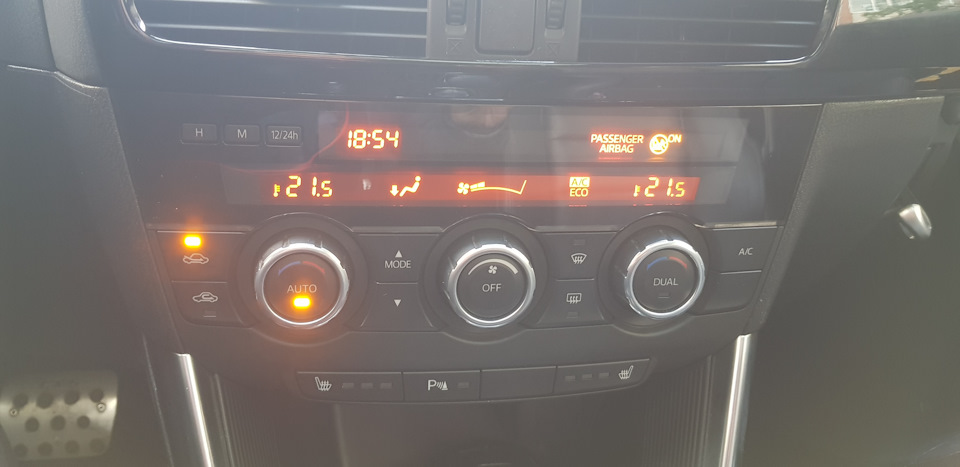 H M 12/24h 18:54 PASSENGER AIRBAG ON
21.5 A/C ECO 21.5
MODE A/C
AUTO OFF DUAL
P